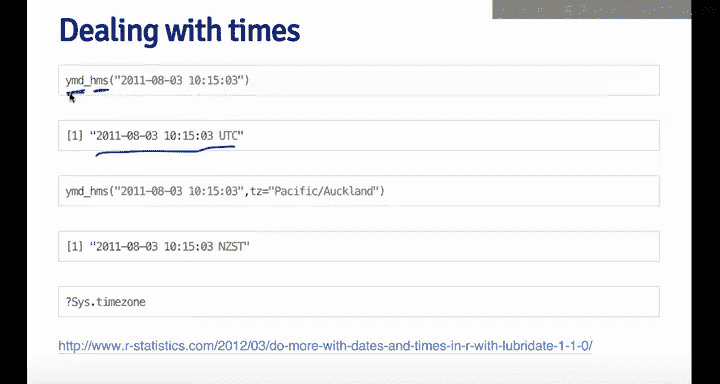 Dealing with times
ymd_hms("2011-08-03 10:15:03")
[1] "2011-08-03 10:15:03 UTC"
ymd_hms("2011-08-03 10:15:03",tz="Pacific/Auckland")
[1] "2011-08-03 10:15:03 NZST"
?Sys.timezone
http://www.r-statistics.com/2012/03/do-more-with-dates-and-times-in-r-with-lubridate-1-1-0/